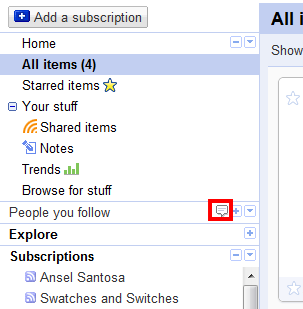 Add a subscription
All i
Home
Show
All items (4)
Starred items
Your stuff
Shared items
Notes
Trends
Browse for stuff
People you follow
Explore
Subscriptions
Ansel Santosa
Swatches and Switches